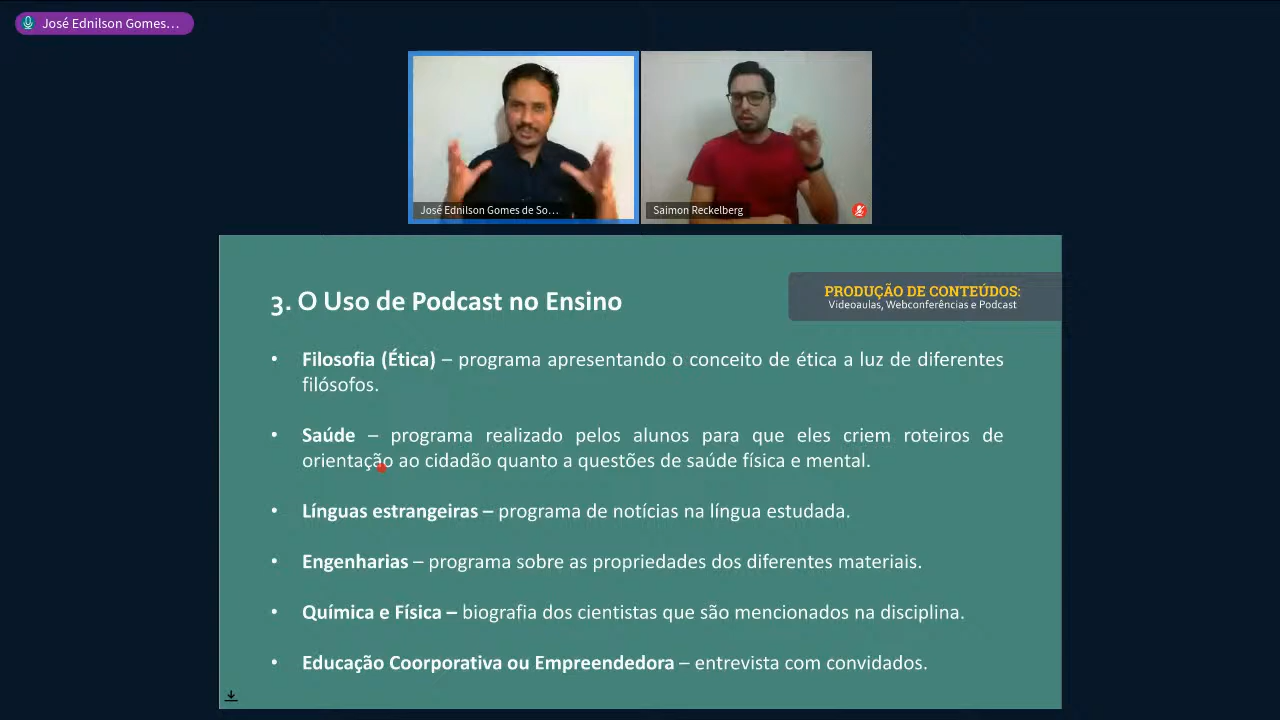 José Ednilson Gomes…
José Ednilson Gomes de So…
Saimon Reckelberg
3. O Uso de Podcast no Ensino
PRODUÇÃO DE CONTEÚDOS:
Videoaulas, Webconferências e Podcast
• Filosofia (Ética) – programa apresentando o conceito de ética a luz de diferentes
filósofos.
• Saúde – programa realizado pelos alunos para que eles criem roteiros de
orientação ao cidadão quanto a questões de saúde física e mental.
• Línguas estrangeiras – programa de notícias na língua estudada.
• Engenharias – programa sobre as propriedades dos diferentes materiais.
• Química e Física – biografia dos cientistas que são mencionados na disciplina.
• Educação Coorporativa ou Empreendedora – entrevista com convidados.